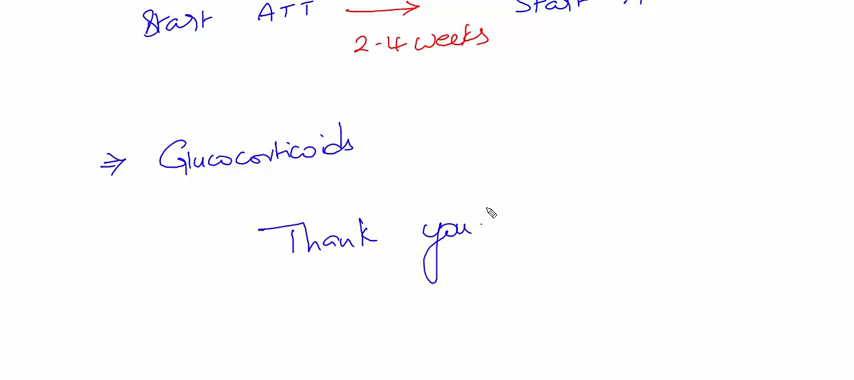 Start ATT → Start
2-4 weeks
⇒ Glucocorticoids
Thank you.